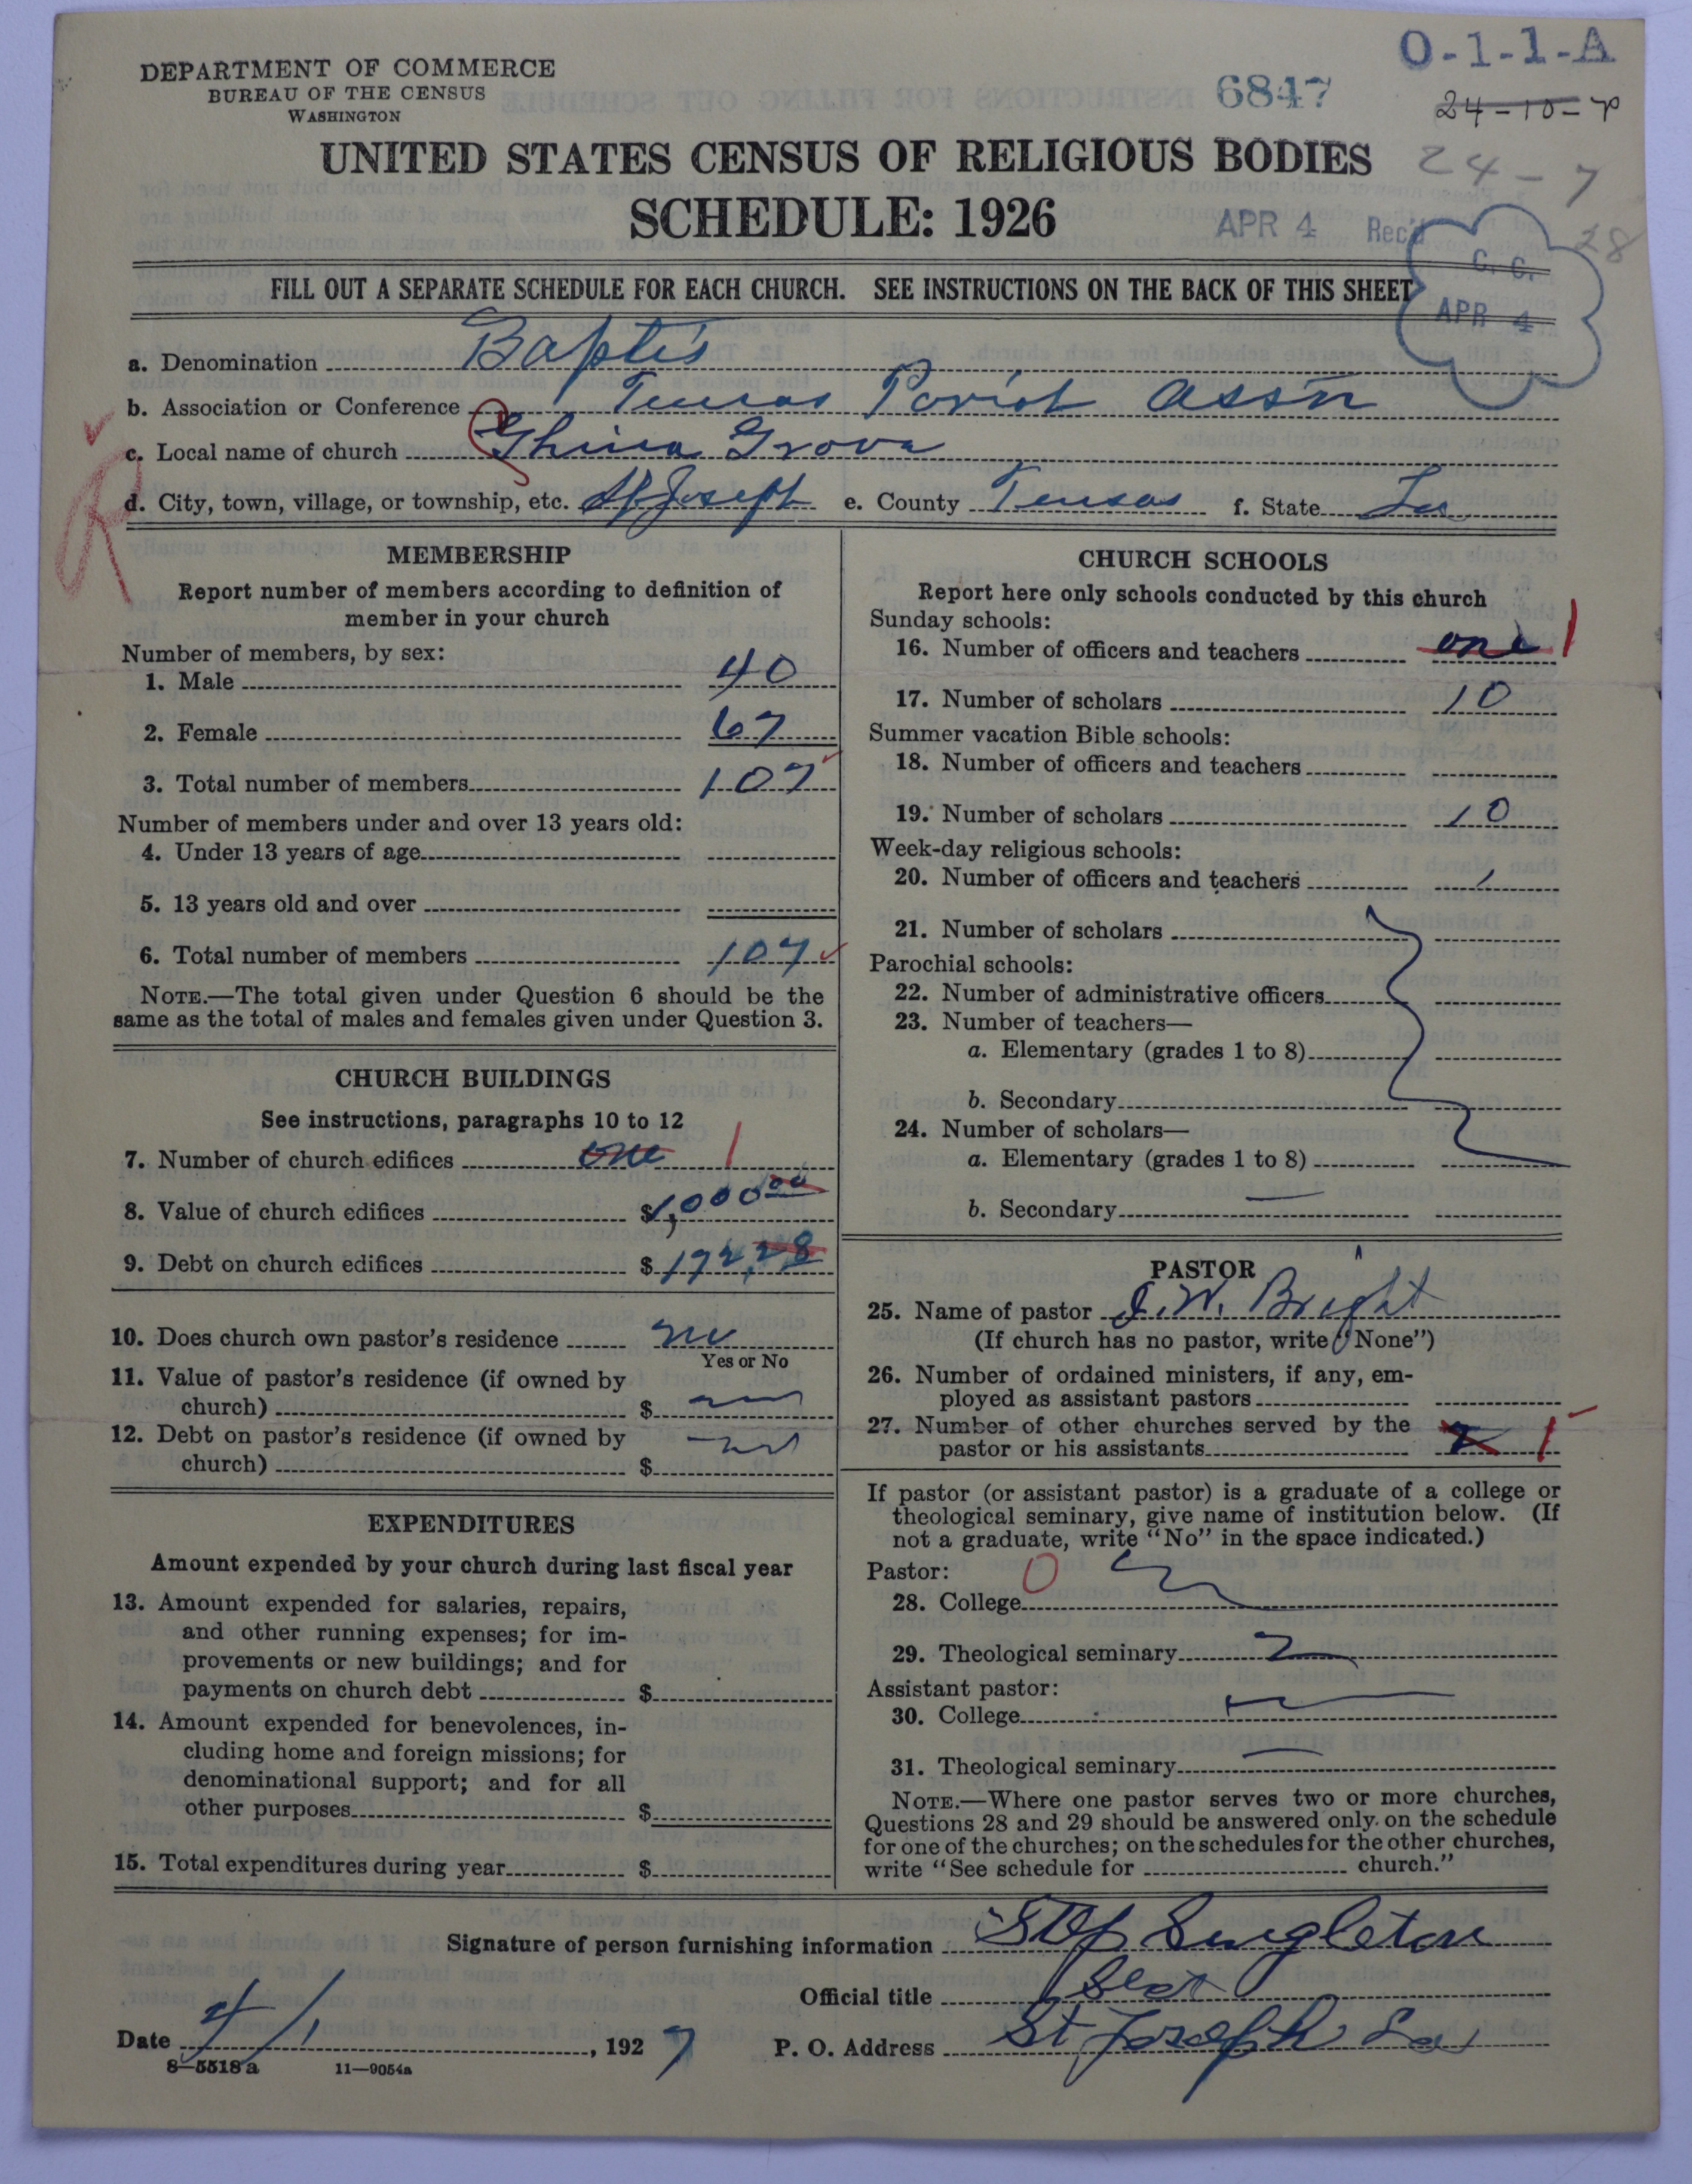 DEPARTMENT OF COMMERCE
BUREAU OF THE CENSUS
WASHINGTON
O-1-1-A
6847
24-10-7
UNITED STATES CENSUS OF RELIGIOUS BODIES
24-7
28
SCHEDULE: 1926
APR 4 Rec'd
C. C.
APR 4
FILL OUT A SEPARATE SCHEDULE FOR EACH CHURCH. SEE INSTRUCTIONS ON THE BACK OF THIS SHEET
a. Denomination Baptis
b. Association or Conference Tensas Parish Assn
c. Local name of church Grova
d. City, town, village, or township, etc. St Joseph e. County Tensas f. State La
MEMBERSHIP
Report number of members according to definition of
member in your church
Number of members, by sex:
1. Male 40
2. Female 67
3. Total number of members 107
Number of members under and over 13 years old:
4. Under 13 years of age
5. 13 years old and over
6. Total number of members 107
NOTE.—The total given under Question 6 should be the
same as the total of males and females given under Question 3.
CHURCH BUILDINGS
See instructions, paragraphs 10 to 12
7. Number of church edifices one 1
8. Value of church edifices $1,000 00
9. Debt on church edifices $172,28
10. Does church own pastor's residence no
Yes or No
11. Value of pastor's residence (if owned by
church) $
12. Debt on pastor's residence (if owned by
church) $
EXPENDITURES
Amount expended by your church during last fiscal year
13. Amount expended for salaries, repairs,
and other running expenses; for im-
provements or new buildings; and for
payments on church debt $
14. Amount expended for benevolences, in-
cluding home and foreign missions; for
denominational support; and for all
other purposes $
15. Total expenditures during year $
CHURCH SCHOOLS
Report here only schools conducted by this church
Sunday schools:
16. Number of officers and teachers one 1
17. Number of scholars 10
Summer vacation Bible schools:
18. Number of officers and teachers
19. Number of scholars 10
Week-day religious schools:
20. Number of officers and teachers
21. Number of scholars
Parochial schools:
22. Number of administrative officers
23. Number of teachers—
a. Elementary (grades 1 to 8)
b. Secondary
24. Number of scholars—
a. Elementary (grades 1 to 8)
b. Secondary
PASTOR
25. Name of pastor J. W. Bright
(If church has no pastor, write "None")
26. Number of ordained ministers, if any, em-
ployed as assistant pastors
27. Number of other churches served by the
pastor or his assistants 1
If pastor (or assistant pastor) is a graduate of a college or
theological seminary, give name of institution below. (If
not a graduate, write "No" in the space indicated.)
Pastor: 0
28. College
29. Theological seminary
Assistant pastor:
30. College
31. Theological seminary
NOTE.—Where one pastor serves two or more churches,
Questions 28 and 29 should be answered only on the schedule
for one of the churches; on the schedules for the other churches,
write "See schedule for church."
Signature of person furnishing information Step Singleton
Official title Sect
Date 4/1, 1927 P. O. Address St Joseph La
8—5518 a 11—9054a